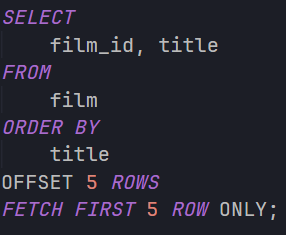 SELECT
    film_id, title
FROM
    film
ORDER BY
    title
OFFSET 5 ROWS
FETCH FIRST 5 ROW ONLY;